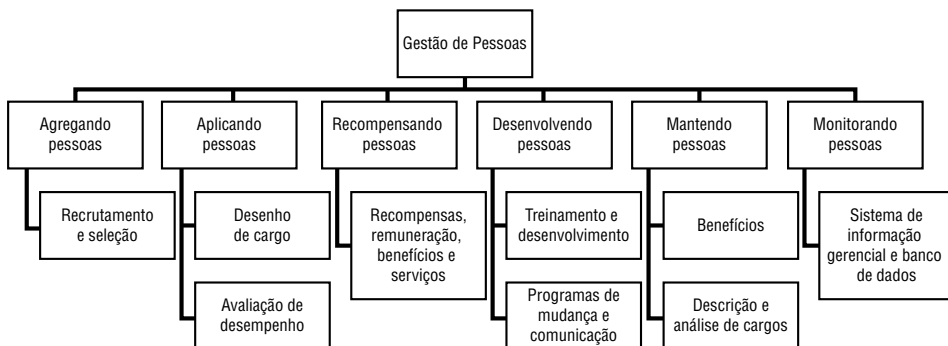 Gestão de Pessoas
Agregando
pessoas
Aplicando
pessoas
Recompensando
pessoas
Desenvolvendo
pessoas
Mantendo
pessoas
Monitorando
pessoas
Recrutamento
e seleção
Desenho
de cargo
Recompensas,
remuneração,
benefícios e
serviços
Treinamento e
desenvolvimento
Benefícios
Sistema de
informação
gerencial e banco
de dados
Avaliação de
desempenho
Programas de
mudança e
comunicação
Descrição e
análise de cargos